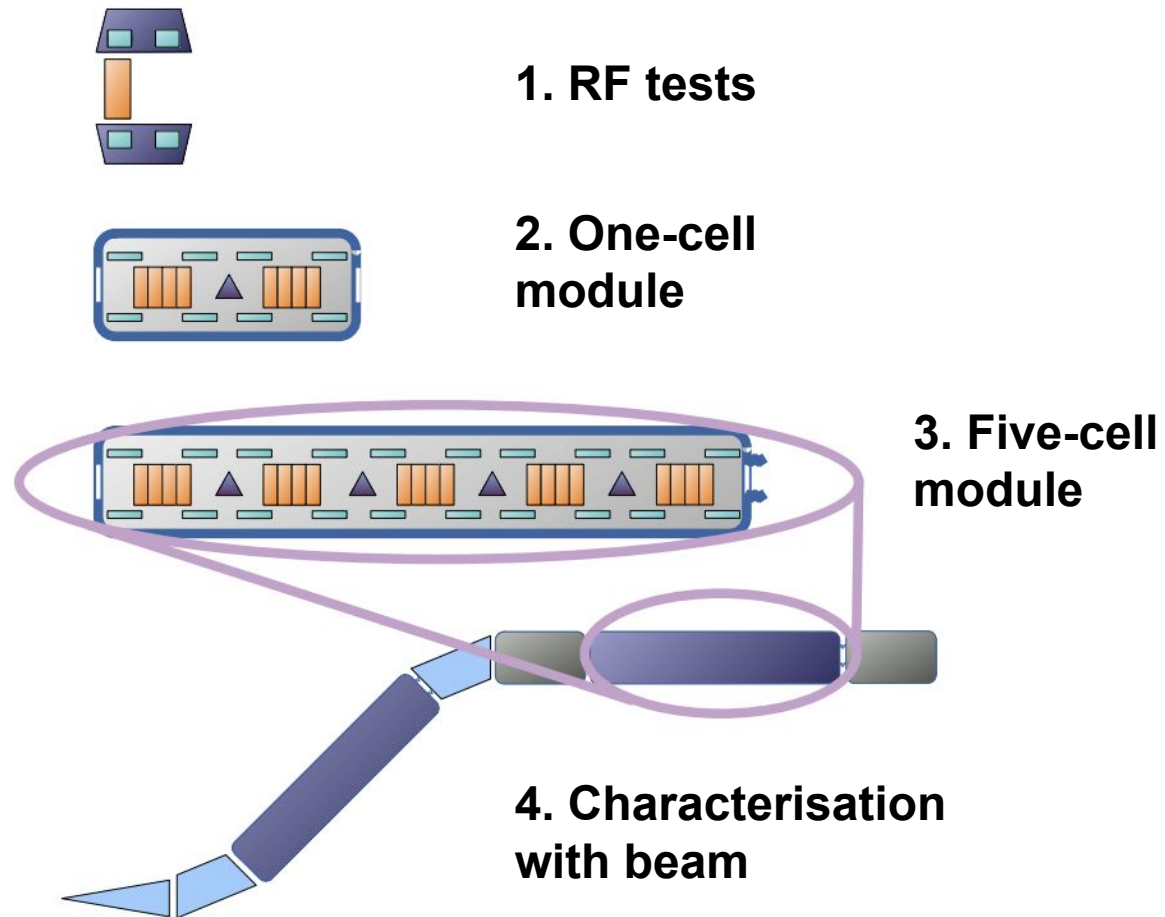 1. RF tests
2. One-cell
module
3. Five-cell
module
4. Characterisation
with beam